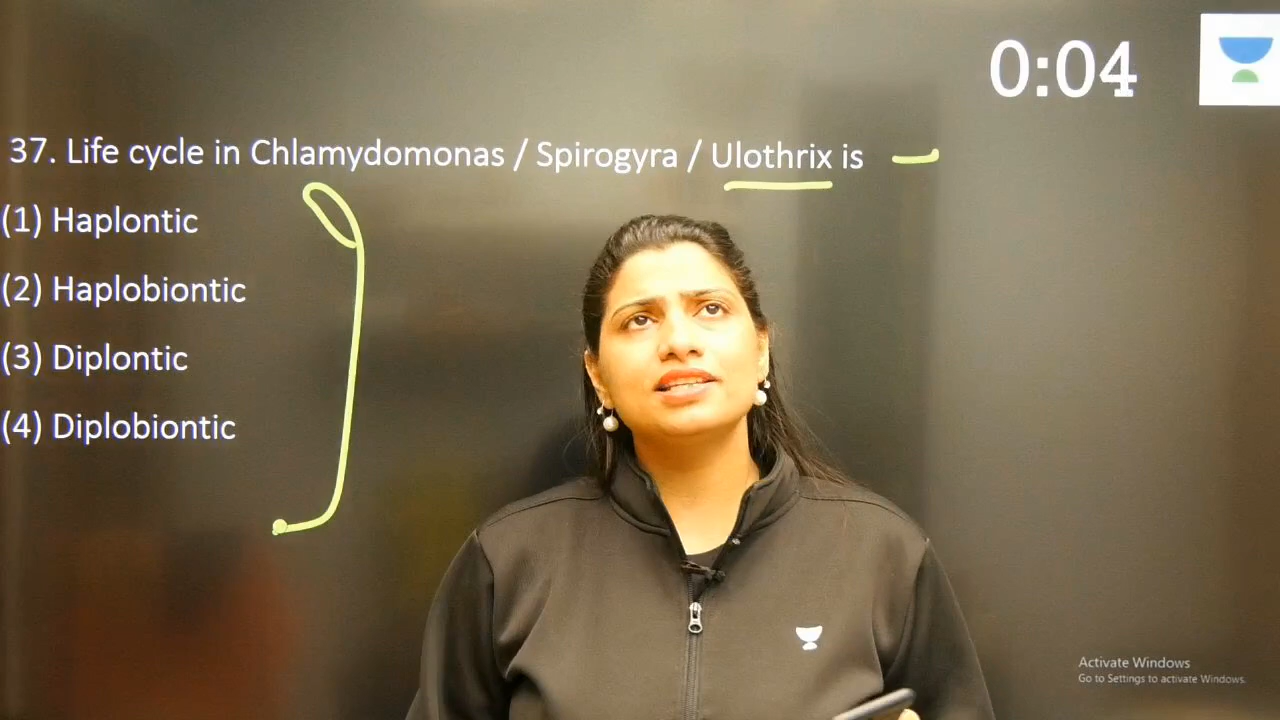 0:04
37. Life cycle in Chlamydomonas / Spirogyra / Ulothrix is
(1) Haplontic
(2) Haplobiontic
(3) Diplontic
(4) Diplobiontic
Activate Windows
Go to Settings to activate Windows.